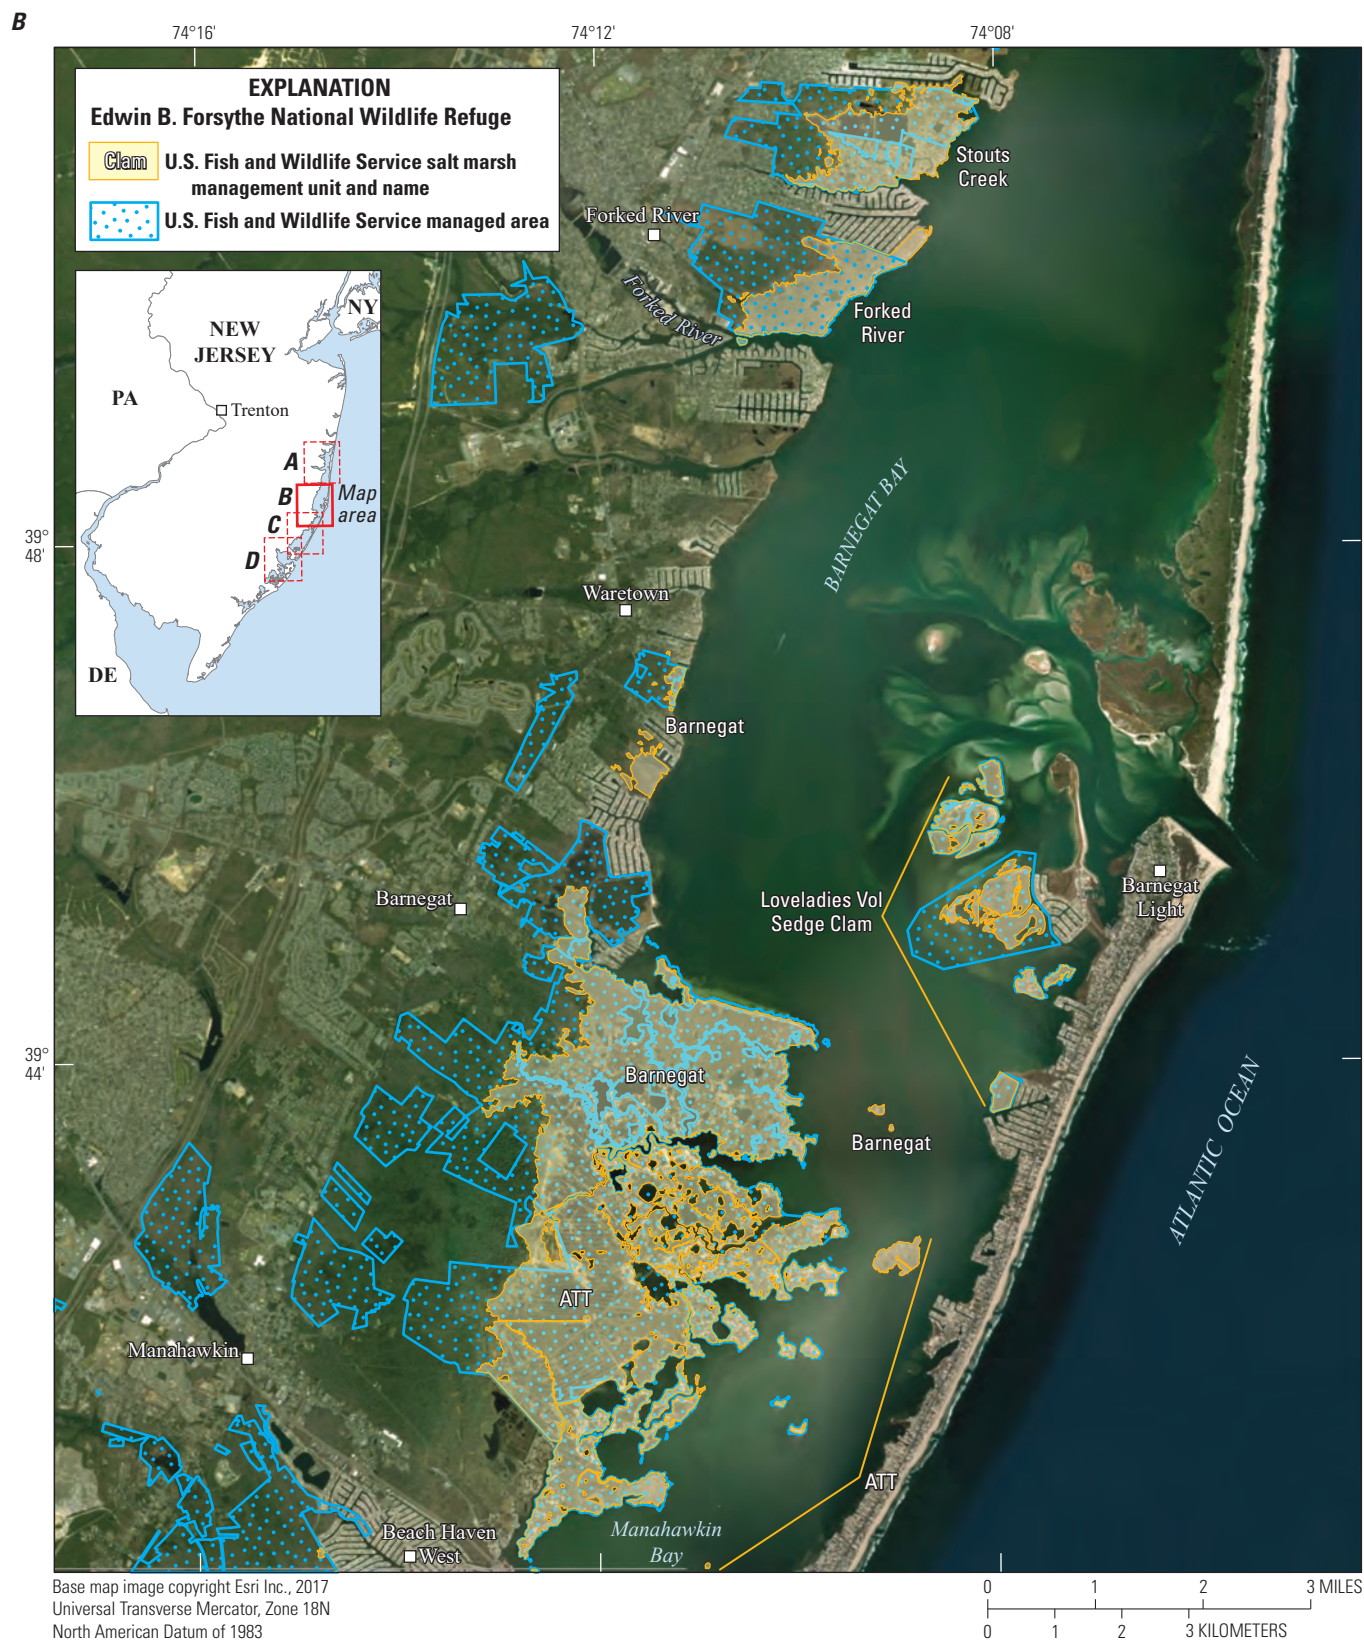 B
74°16'
74°12'
74°08'
EXPLANATION
Edwin B. Forsythe National Wildlife Refuge
Clam
U.S. Fish and Wildlife Service salt marsh
management unit and name
U.S. Fish and Wildlife Service managed area
NY
NEW
JERSEY
PA
Trenton
A
B
Map
area
C
D
DE
Stouts
Creek
Forked River
Forked River
Forked
River
BARNEGAT BAY
39°
48'
Waretown
Barnegat
Loveladies Vol
Sedge Clam
Barnegat
Light
Barnegat
39°
44'
Barnegat
Barnegat
ATLANTIC OCEAN
ATT
Manahawkin
ATT
Beach Haven
West
Manahawkin
Bay
Base map image copyright Esri Inc., 2017
Universal Transverse Mercator, Zone 18N
North American Datum of 1983
0 1 2 3 MILES
0 1 2 3 KILOMETERS